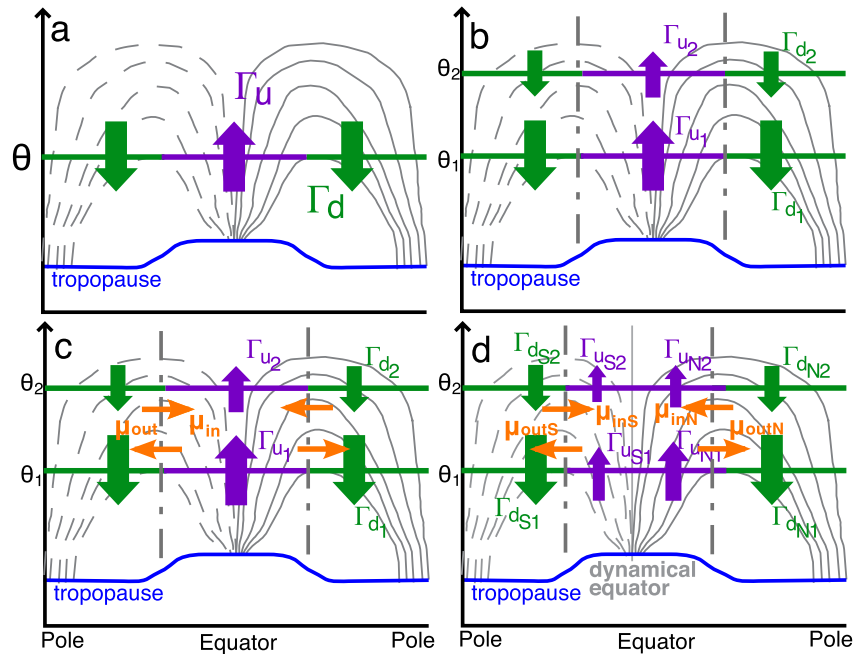 a
Γu
θ
Γd
tropopause
b
Γu2
Γd2
θ2
Γu1
θ1
Γd1
c
Γu2
Γd2
θ2
μout
μin
Γu1
θ1
Γd1
tropopause
Pole
Equator
Pole
d
ΓdS2
ΓuS2
ΓuN2
ΓdN2
θ2
μoutS
μinS
μinN
μoutN
ΓuS1
ΓuN1
θ1
ΓdS1
ΓdN1
dynamical
equator
Pole
Equator
Pole